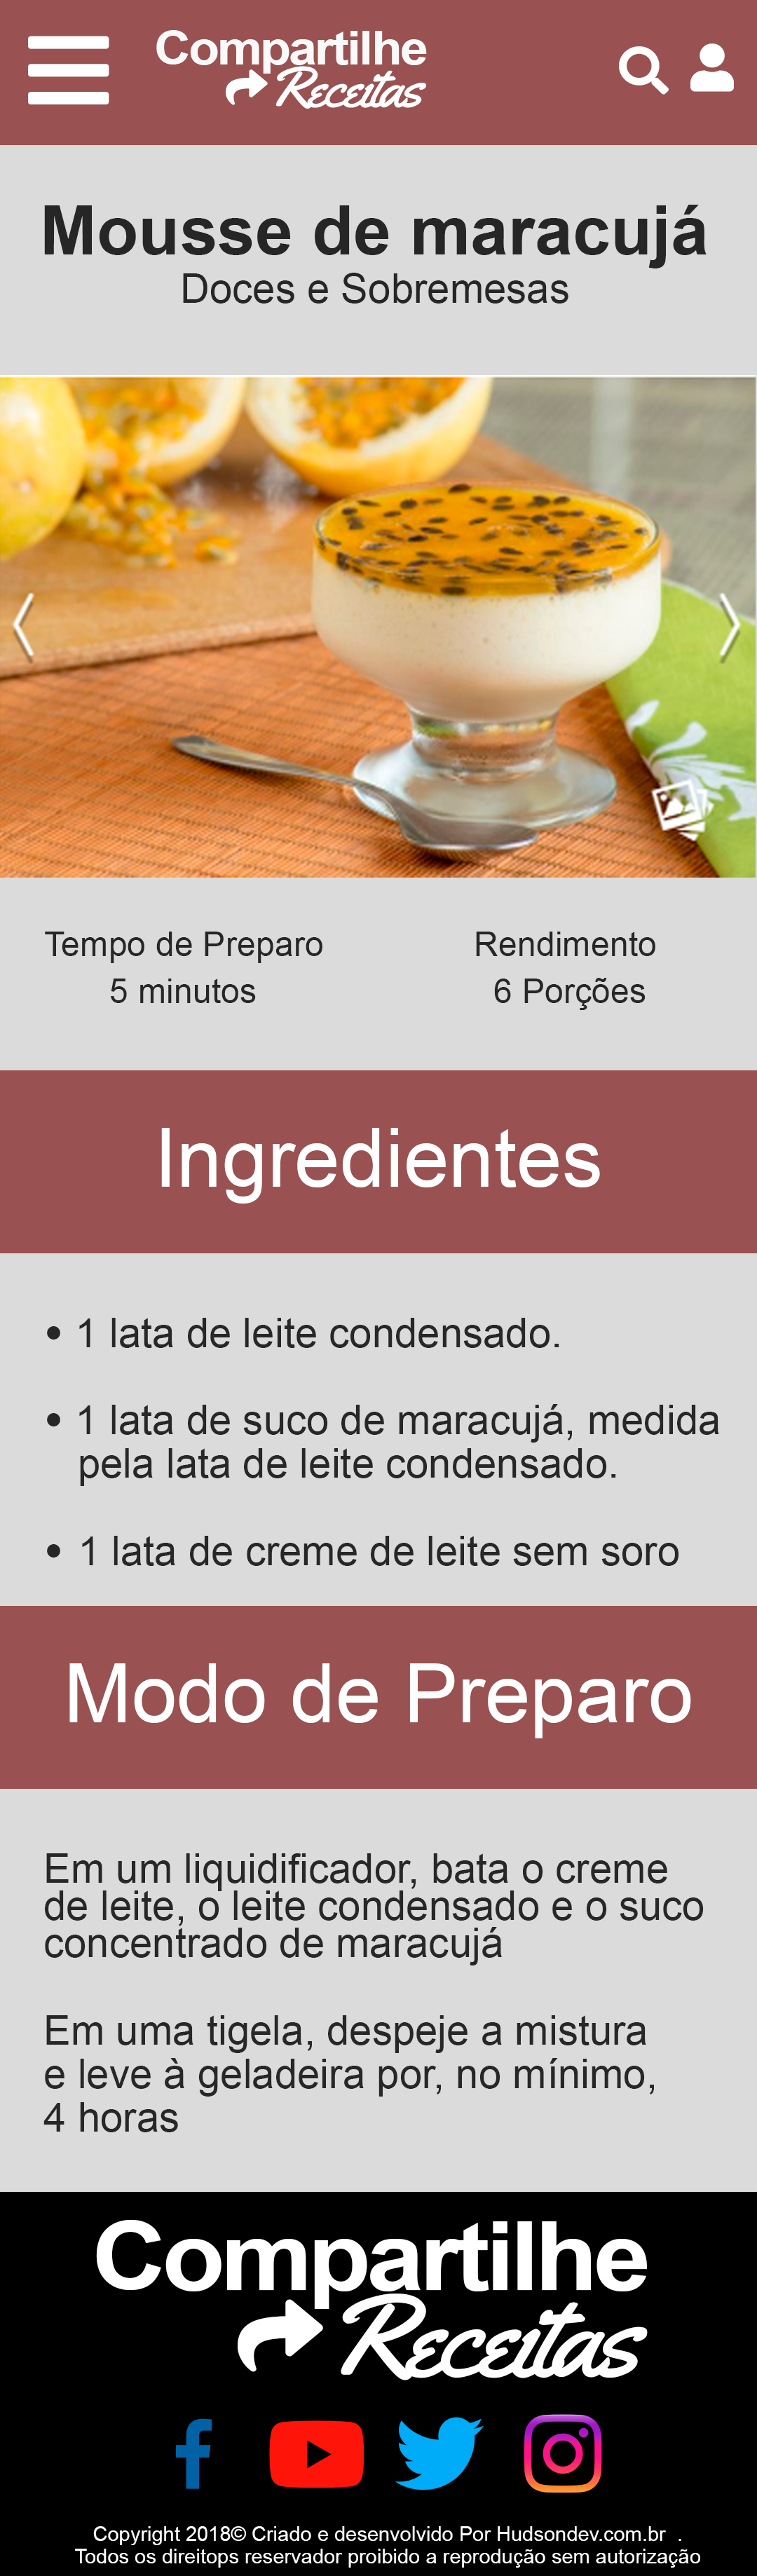 Compartilhe
Receitas
Mousse de maracujá
Doces e Sobremesas
Tempo de Preparo
5 minutos
Rendimento
6 Porções
Ingredientes
• 1 lata de leite condensado.
• 1 lata de suco de maracujá, medida
pela lata de leite condensado.
• 1 lata de creme de leite sem soro
Modo de Preparo
Em um liquidificador, bata o creme
de leite, o leite condensado e o suco
concentrado de maracujá
Em uma tigela, despeje a mistura
e leve à geladeira por, no mínimo,
4 horas
Compartilhe
Receitas
Copyright 2018© Criado e desenvolvido Por Hudsondev.com.br .
Todos os direitops reservador proibido a reprodução sem autorização